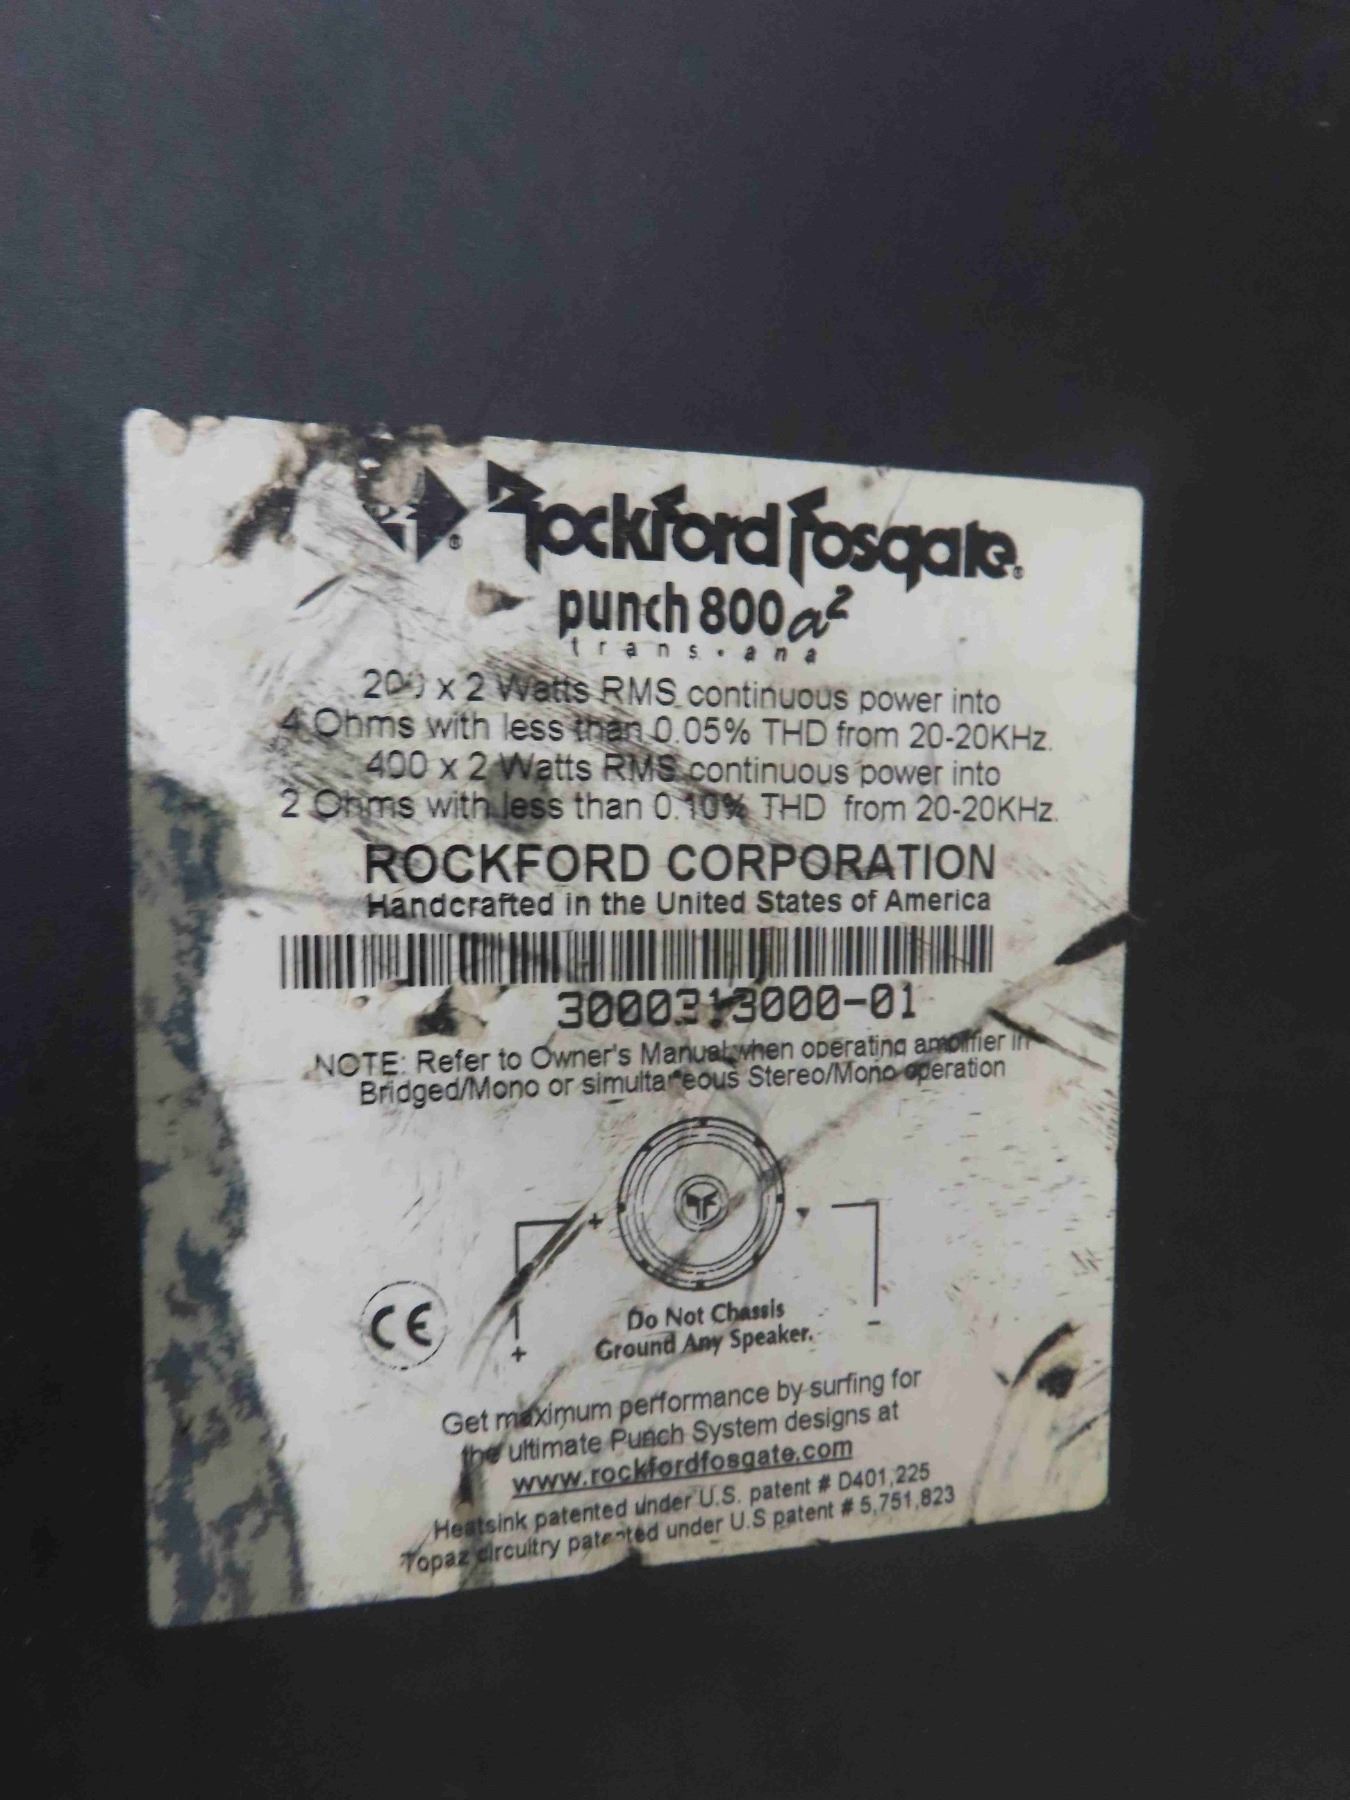 Rockford Fosgate®
punch 800 a²
trans•ana
200 x 2 Watts RMS continuous power into
4 Ohms with less than 0.05% THD from 20-20KHz.
400 x 2 Watts RMS continuous power into
2 Ohms with less than 0.10% THD from 20-20KHz.
ROCKFORD CORPORATION
Handcrafted in the United States of America
3000313000-01
NOTE: Refer to Owner's Manual when operating amplifier in
Bridged/Mono or simultaneous Stereo/Mono operation
+ -
CE
+ -
Do Not Chassis
Ground Any Speaker.
Get maximum performance by surfing for
the ultimate Punch System designs at
www.rockfordfosgate.com
Heatsink patented under U.S. patent # D401,225
Topaz circuitry patented under U.S patent # 5,751,823